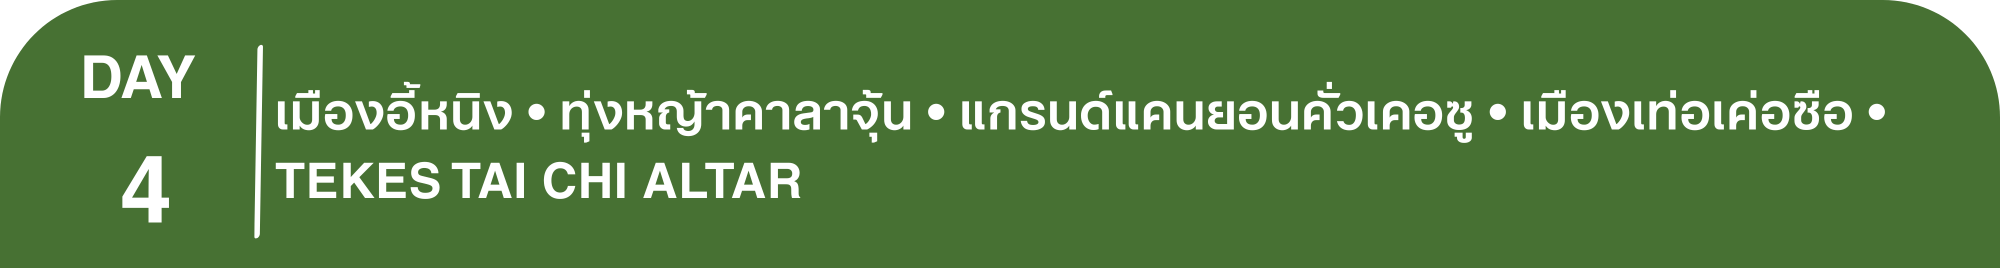 DAY
4
เมืองอี้หนิง • ทุ่งหญ้าคาลาจุ้น • แกรนด์แคนยอนคั่วเคอซู • เมืองเท่อเค่อซือ •
TEKES TAI CHI ALTAR